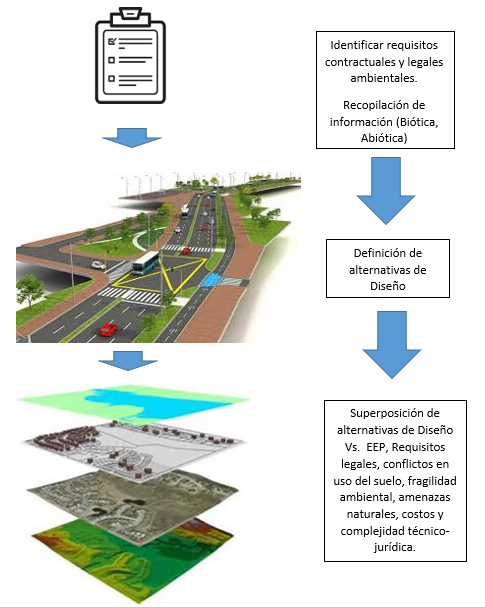 Identificar requisitos
contractuales y legales
ambientales.
Recopilación de
información (Biótica,
Abiótica)
Definición de
alternativas de
Diseño
Superposición de
alternativas de Diseño
Vs. EEP, Requisitos
legales, conflictos en
uso del suelo, fragilidad
ambiental, amenazas
naturales, costos y
complejidad técnico-
jurídica.